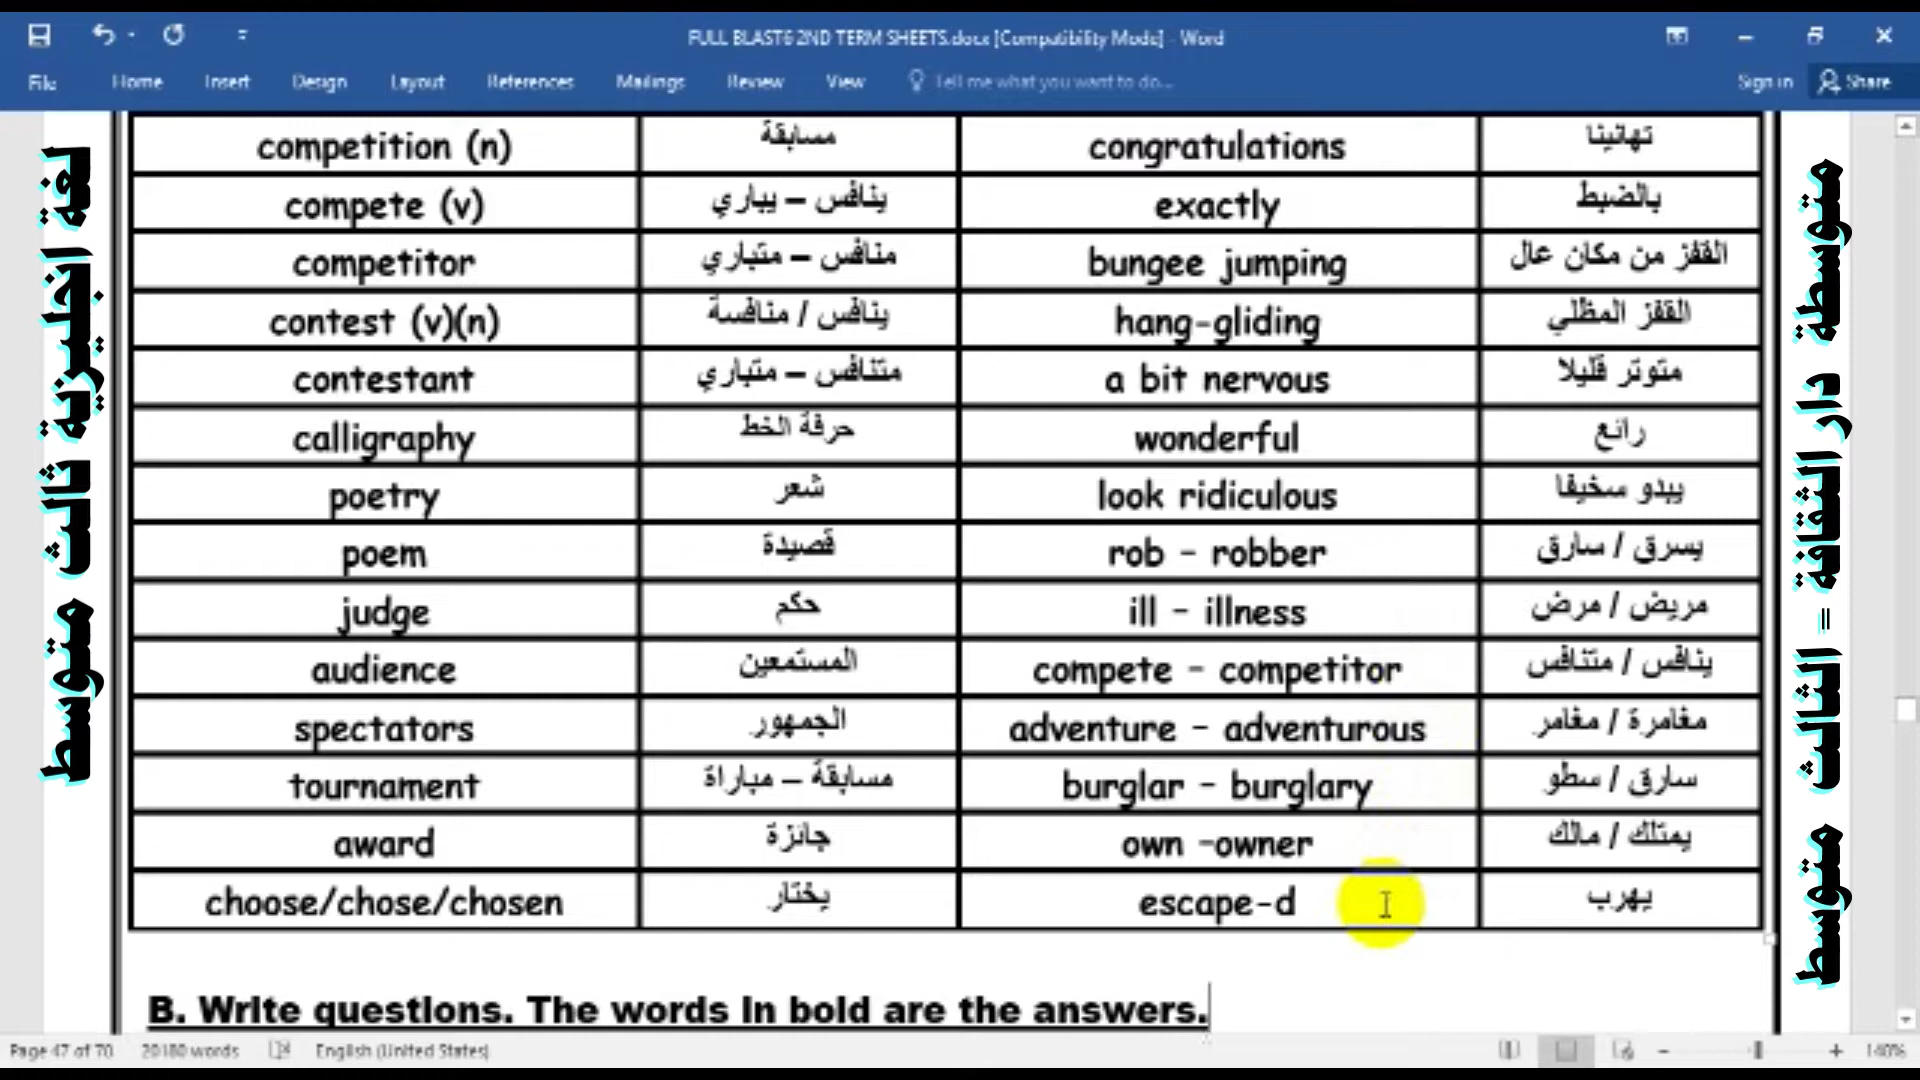 FULL BLAST6 2ND TERM SHEETS.docx [Compatibility Mode] - Word
File Home Insert Design Layout References Mailings Review View Tell me what you want to do... Sign in Share
competition (n) مسابقة congratulations تهانينا
compete (v) ينافس – يباري exactly بالضبط
competitor منافس – متباري bungee jumping القفز من مكان عال
contest (v)(n) ينافس / منافسة hang-gliding القفز المظلي
contestant متنافس – متباري a bit nervous متوتر قليلا
calligraphy حرفة الخط wonderful رائع
poetry شعر look ridiculous يبدو سخيفا
poem قصيدة rob - robber يسرق / سارق
judge حكم ill - illness مريض / مرض
audience المستمعين compete - competitor ينافس / متنافس
spectators الجمهور adventure - adventurous مغامرة / مغامر
tournament مسابقة – مباراة burglar - burglary سارق / سطو
award جائزة own -owner يمتلك / مالك
choose/chose/chosen يختار escape-d يهرب
B. Write questions. The words in bold are the answers.
لغة انجليزية ثالث متوسط
متوسطة دار الثقافة = الثالث متوسط
Page 47 of 70 20180 words English (United States) 140%